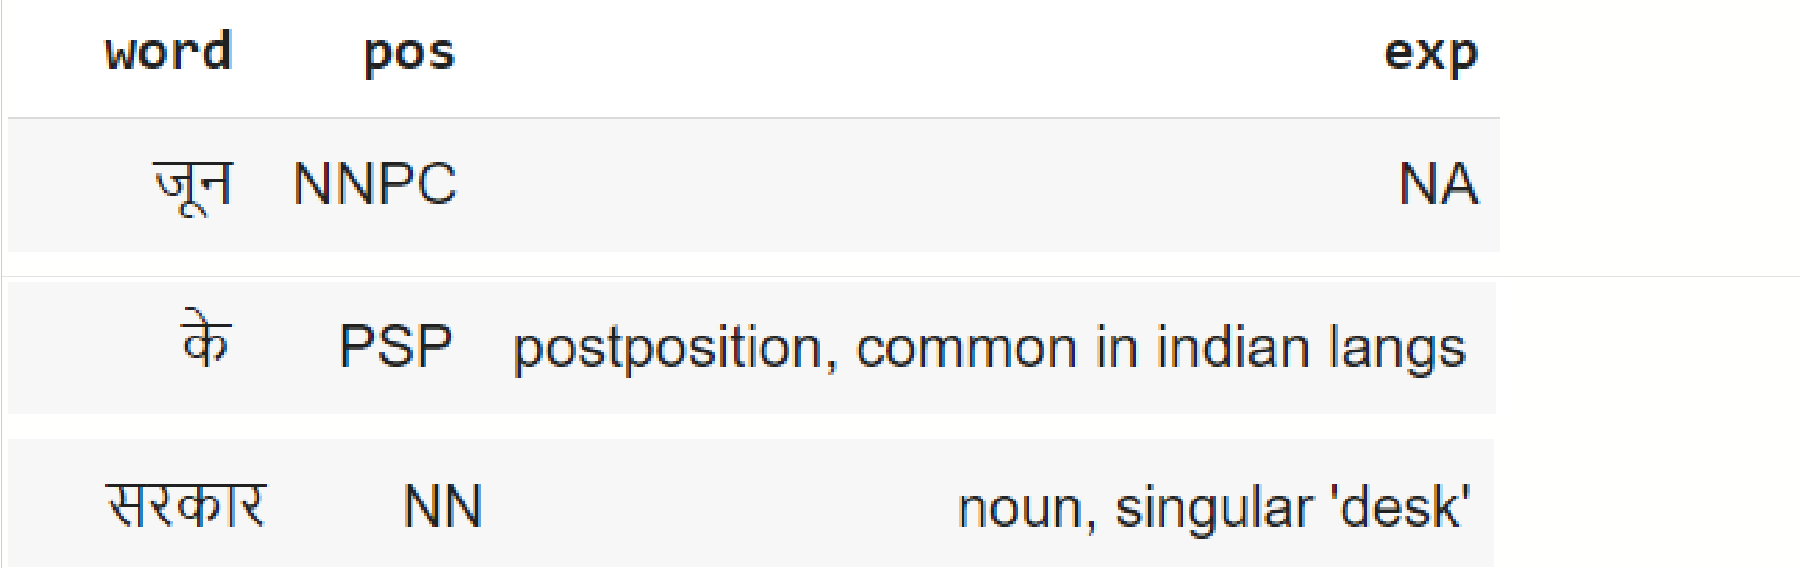 word pos exp
जून NNPC NA
के PSP postposition, common in indian langs
सरकार NN noun, singular 'desk'